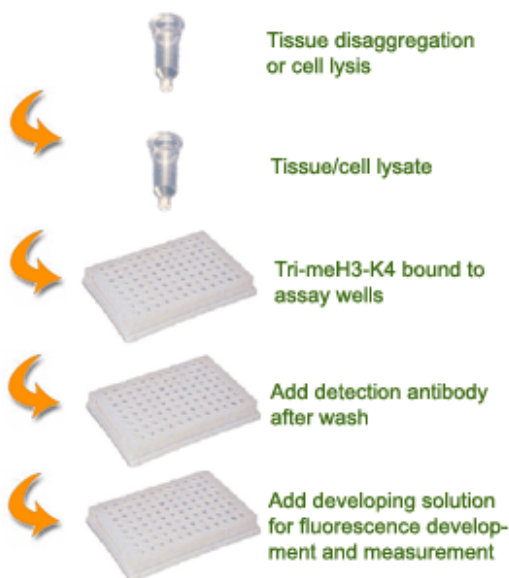 Tissue disaggregation
or cell lysis
Tissue/cell lysate
Tri-meH3-K4 bound to
assay wells
Add detection antibody
after wash
Add developing solution
for fluorescence develop-
ment and measurement